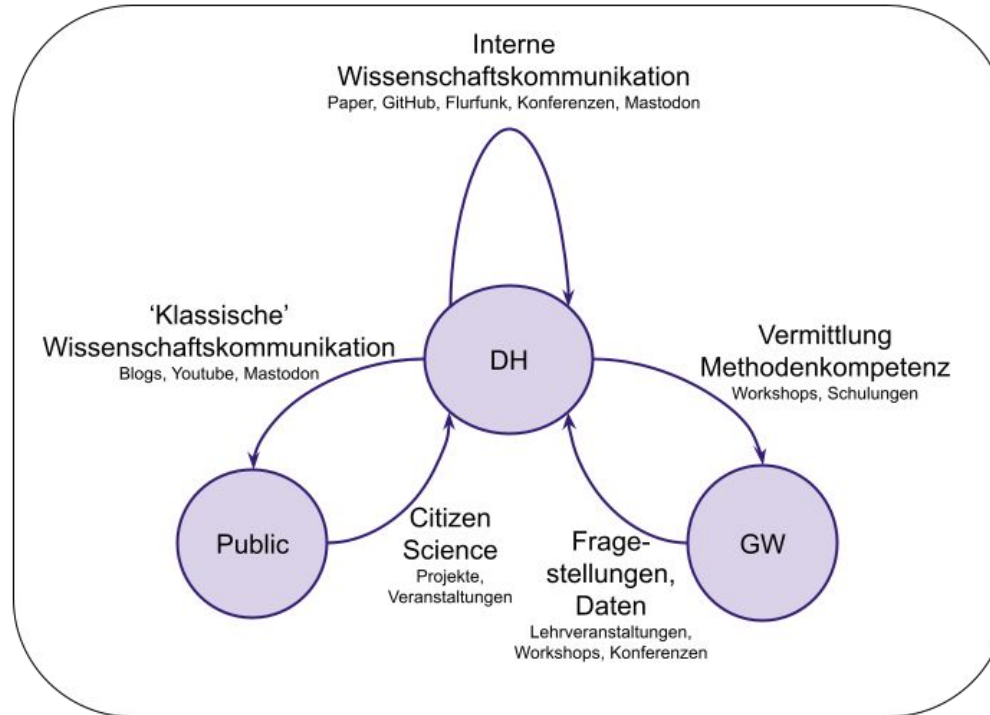 Interne
Wissenschaftskommunikation
Paper, GitHub, Flurfunk, Konferenzen, Mastodon
'Klassische'
Wissenschaftskommunikation
Blogs, Youtube, Mastodon
DH
Vermittlung
Methodenkompetenz
Workshops, Schulungen
Public
Citizen
Science
Projekte,
Veranstaltungen
Frage-
stellungen,
Daten
Lehrveranstaltungen,
Workshops, Konferenzen
GW